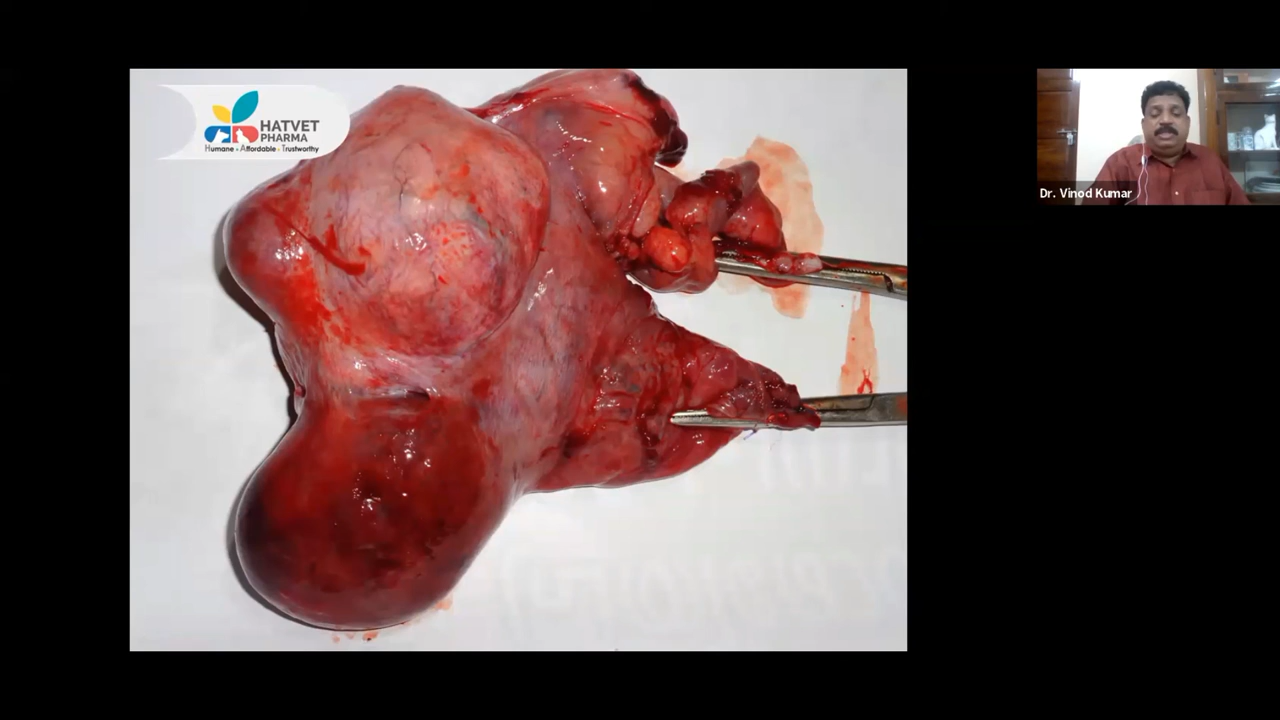 HATVET
PHARMA
Humane - Affordable - Trustworthy
Dr. Vinod Kumar